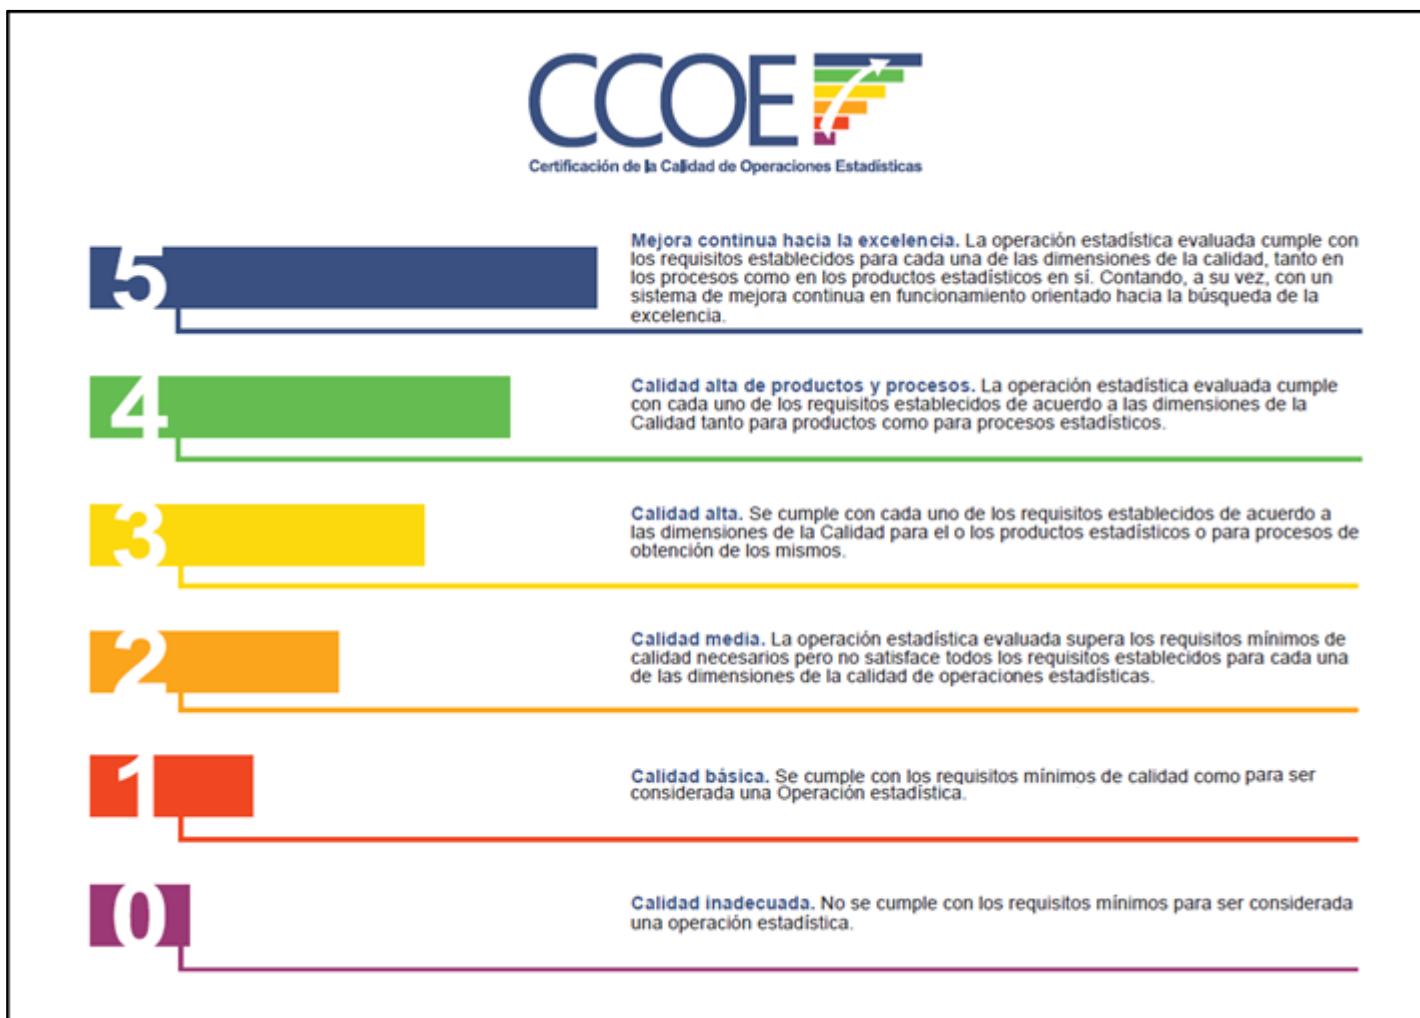 CCOE
Certificación de la Calidad de Operaciones Estadísticas
5
Mejora continua hacia la excelencia. La operación estadística evaluada cumple con
los requisitos establecidos para cada una de las dimensiones de la calidad, tanto en
los procesos como en los productos estadísticos en sí. Contando, a su vez, con un
sistema de mejora continua en funcionamiento orientado hacia la búsqueda de la
excelencia.
4
Calidad alta de productos y procesos. La operación estadística evaluada cumple
con cada uno de los requisitos establecidos de acuerdo a las dimensiones de la
Calidad tanto para productos como para procesos estadísticos.
3
Calidad alta. Se cumple con cada uno de los requisitos establecidos de acuerdo a
las dimensiones de la Calidad para el o los productos estadísticos o para procesos de
obtención de los mismos.
2
Calidad media. La operación estadística evaluada supera los requisitos mínimos de
calidad necesarios pero no satisface todos los requisitos establecidos para cada una
de las dimensiones de la calidad de operaciones estadísticas.
1
Calidad básica. Se cumple con los requisitos mínimos de calidad como para ser
considerada una Operación estadística.
0
Calidad inadecuada. No se cumple con los requisitos mínimos para ser considerada
una operación estadística.